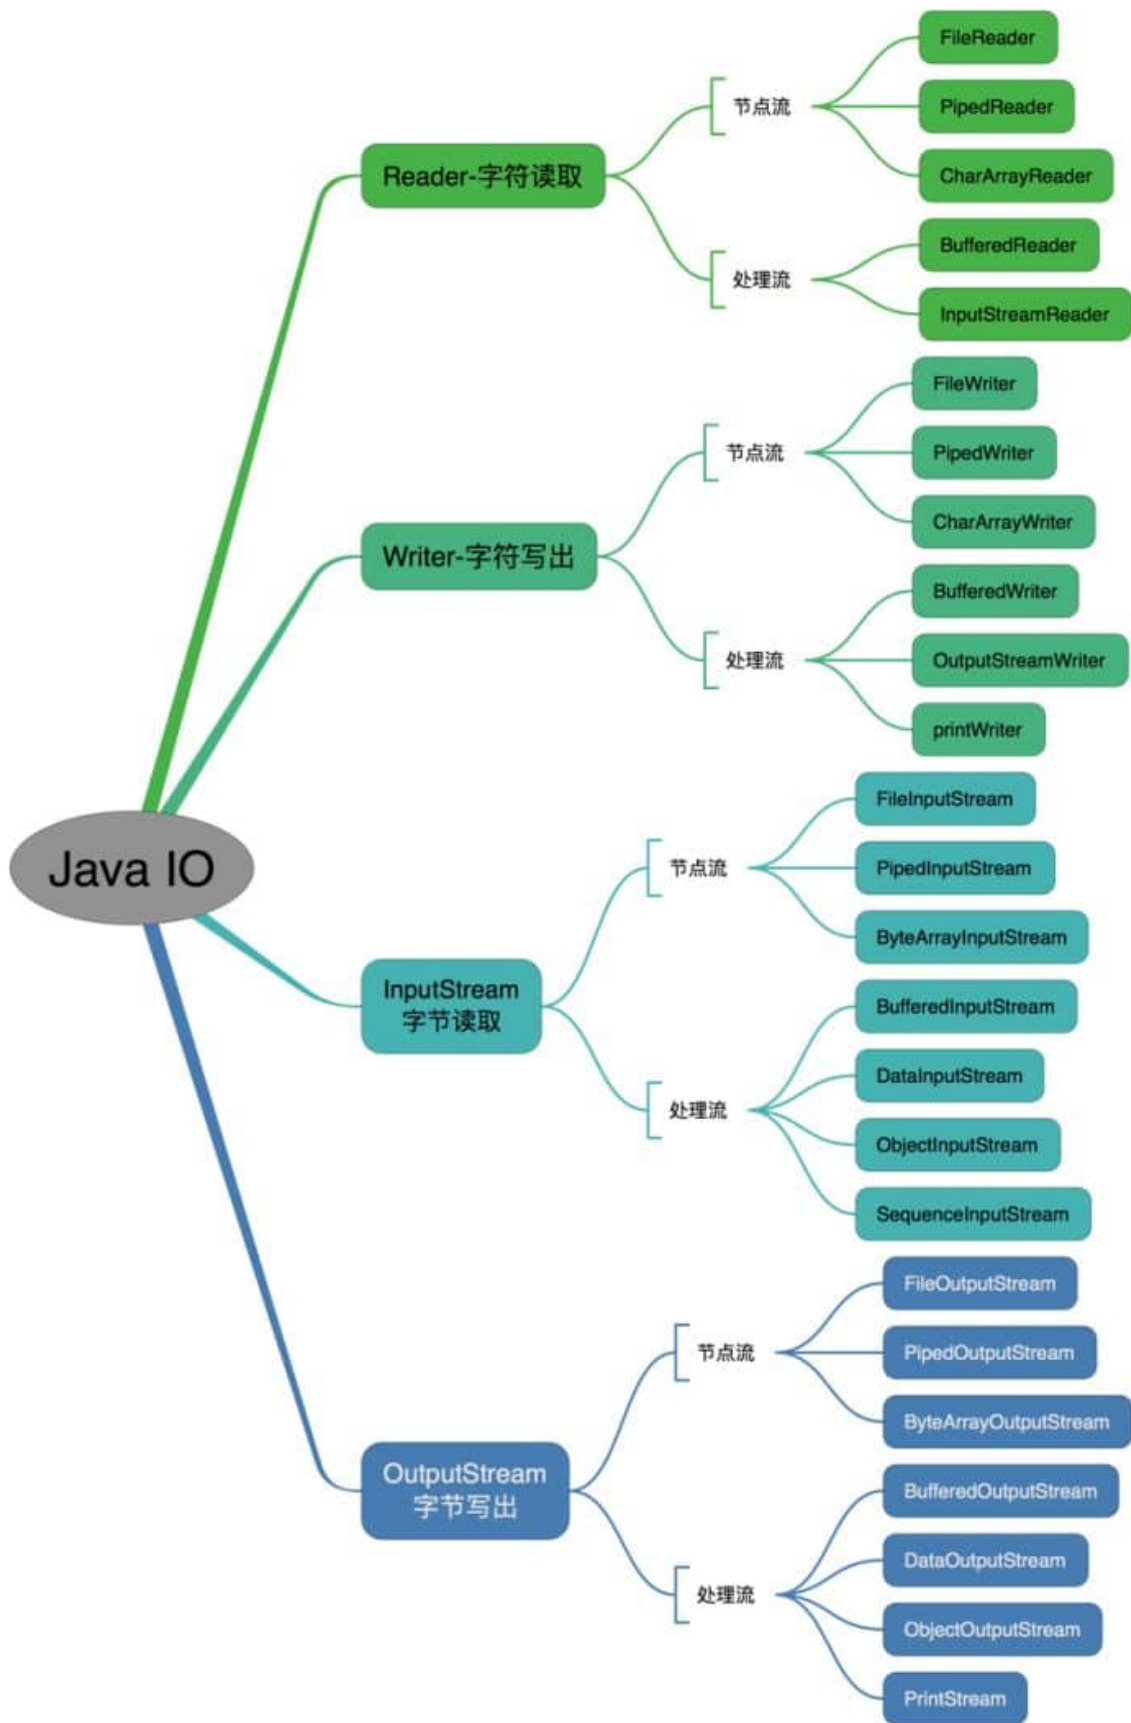 Java IO
Reader-字符读取
节点流
FileReader
PipedReader
CharArrayReader
处理流
BufferedReader
InputStreamReader
Writer-字符写出
节点流
FileWriter
PipedWriter
CharArrayWriter
处理流
BufferedWriter
OutputStreamWriter
printWriter
InputStream
字节读取
节点流
FileInputStream
PipedInputStream
ByteArrayInputStream
处理流
BufferedInputStream
DataInputStream
ObjectInputStream
SequenceInputStream
OutputStream
字节写出
节点流
FileOutputStream
PipedOutputStream
ByteArrayOutputStream
处理流
BufferedOutputStream
DataOutputStream
ObjectOutputStream
PrintStream